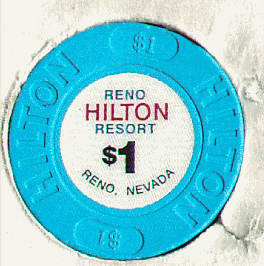 $1
HILTON
HILTON
RENO
HILTON
RESORT
$1
RENO, NEVADA
$1